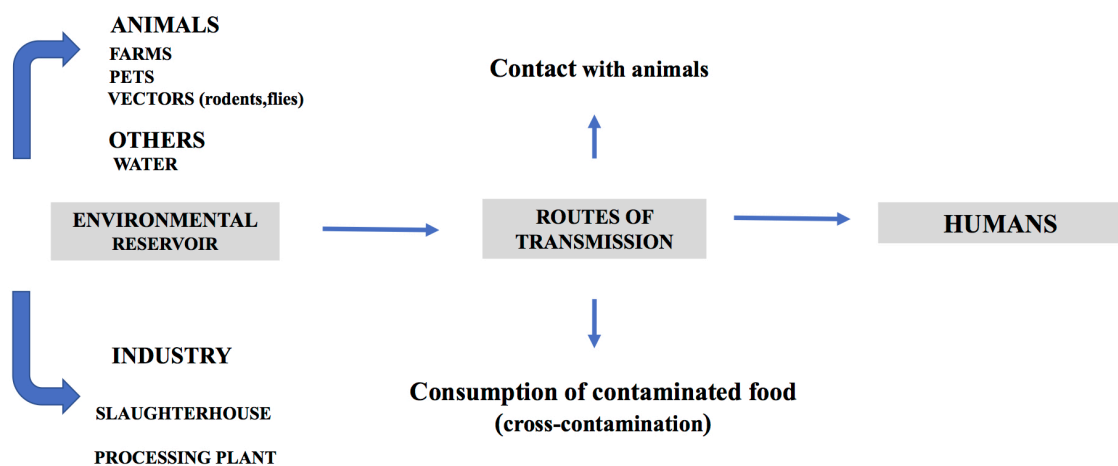 ANIMALS
FARMS
PETS
VECTORS (rodents,flies)
OTHERS
WATER
ENVIRONMENTAL
RESERVOIR
INDUSTRY
SLAUGHTERHOUSE
PROCESSING PLANT
Contact with animals
ROUTES OF
TRANSMISSION
Consumption of contaminated food
(cross-contamination)
HUMANS